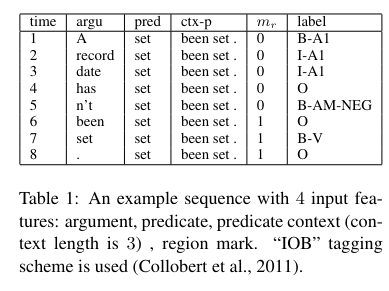 time argu pred ctx-p m_r label
1 A set been set . 0 B-A1
2 record set been set . 0 I-A1
3 date set been set . 0 I-A1
4 has set been set . 0 O
5 n't set been set . 0 B-AM-NEG
6 been set been set . 1 O
7 set set been set . 1 B-V
8 . set been set . 1 O
Table 1: An example sequence with 4 input fea-
tures: argument, predicate, predicate context (con-
text length is 3) , region mark. “IOB” tagging
scheme is used (Collobert et al., 2011).